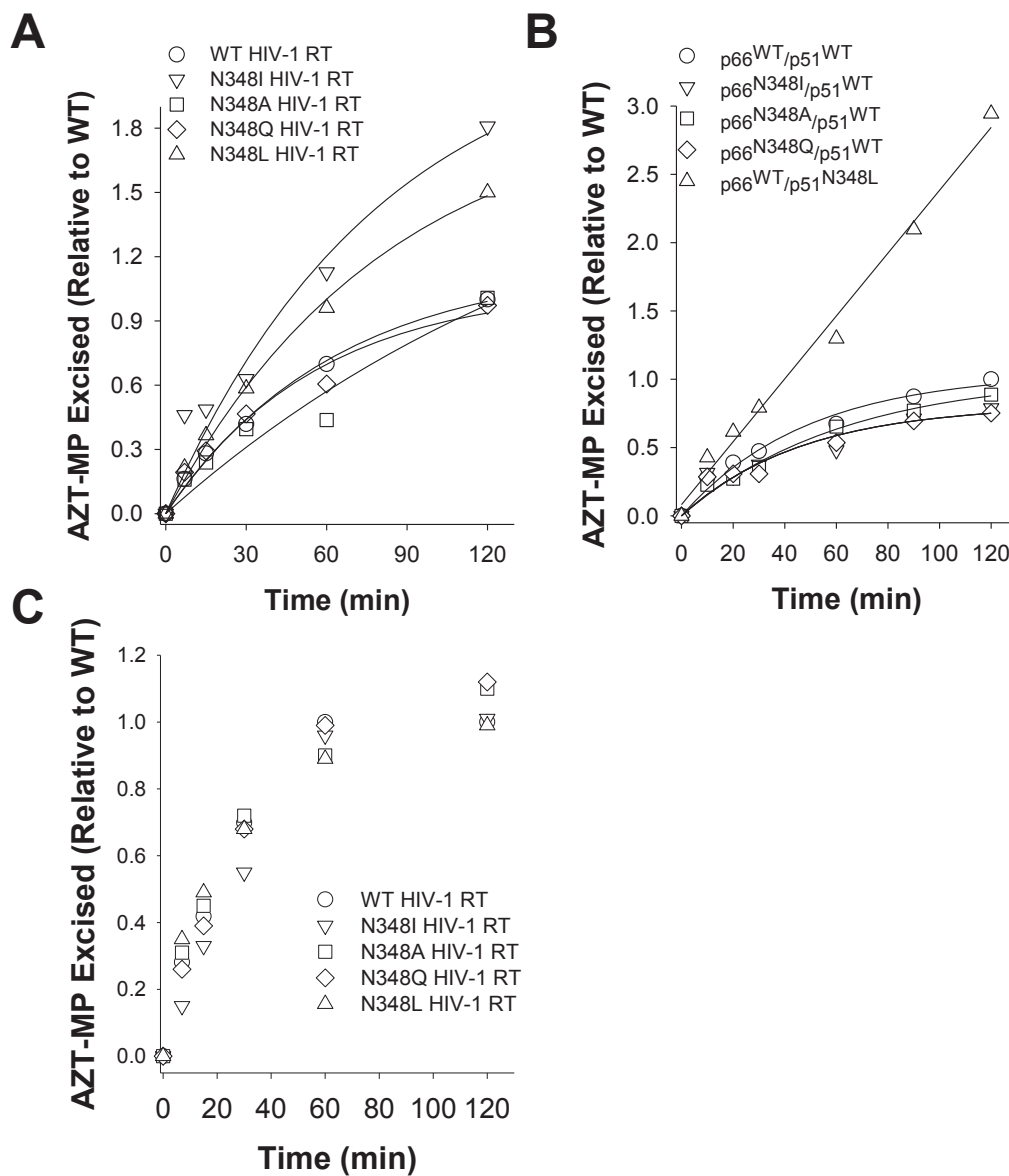 A
WT HIV-1 RT
N348I HIV-1 RT
N348A HIV-1 RT
N348Q HIV-1 RT
N348L HIV-1 RT
AZT-MP Excised (Relative to WT)
1.8
1.5
1.2
0.9
0.6
0.3
0.0
0 30 60 90 120
Time (min)
B
p66WT/p51WT
p66N348I/p51WT
p66N348A/p51WT
p66N348Q/p51WT
p66WT/p51N348L
AZT-MP Excised (Relative to WT)
3.0
2.5
2.0
1.5
1.0
0.5
0.0
0 20 40 60 80 100 120
Time (min)
C
AZT-MP Excised (Relative to WT)
1.2
1.0
0.8
0.6
0.4
0.2
0.0
WT HIV-1 RT
N348I HIV-1 RT
N348A HIV-1 RT
N348Q HIV-1 RT
N348L HIV-1 RT
0 20 40 60 80 100 120
Time (min)